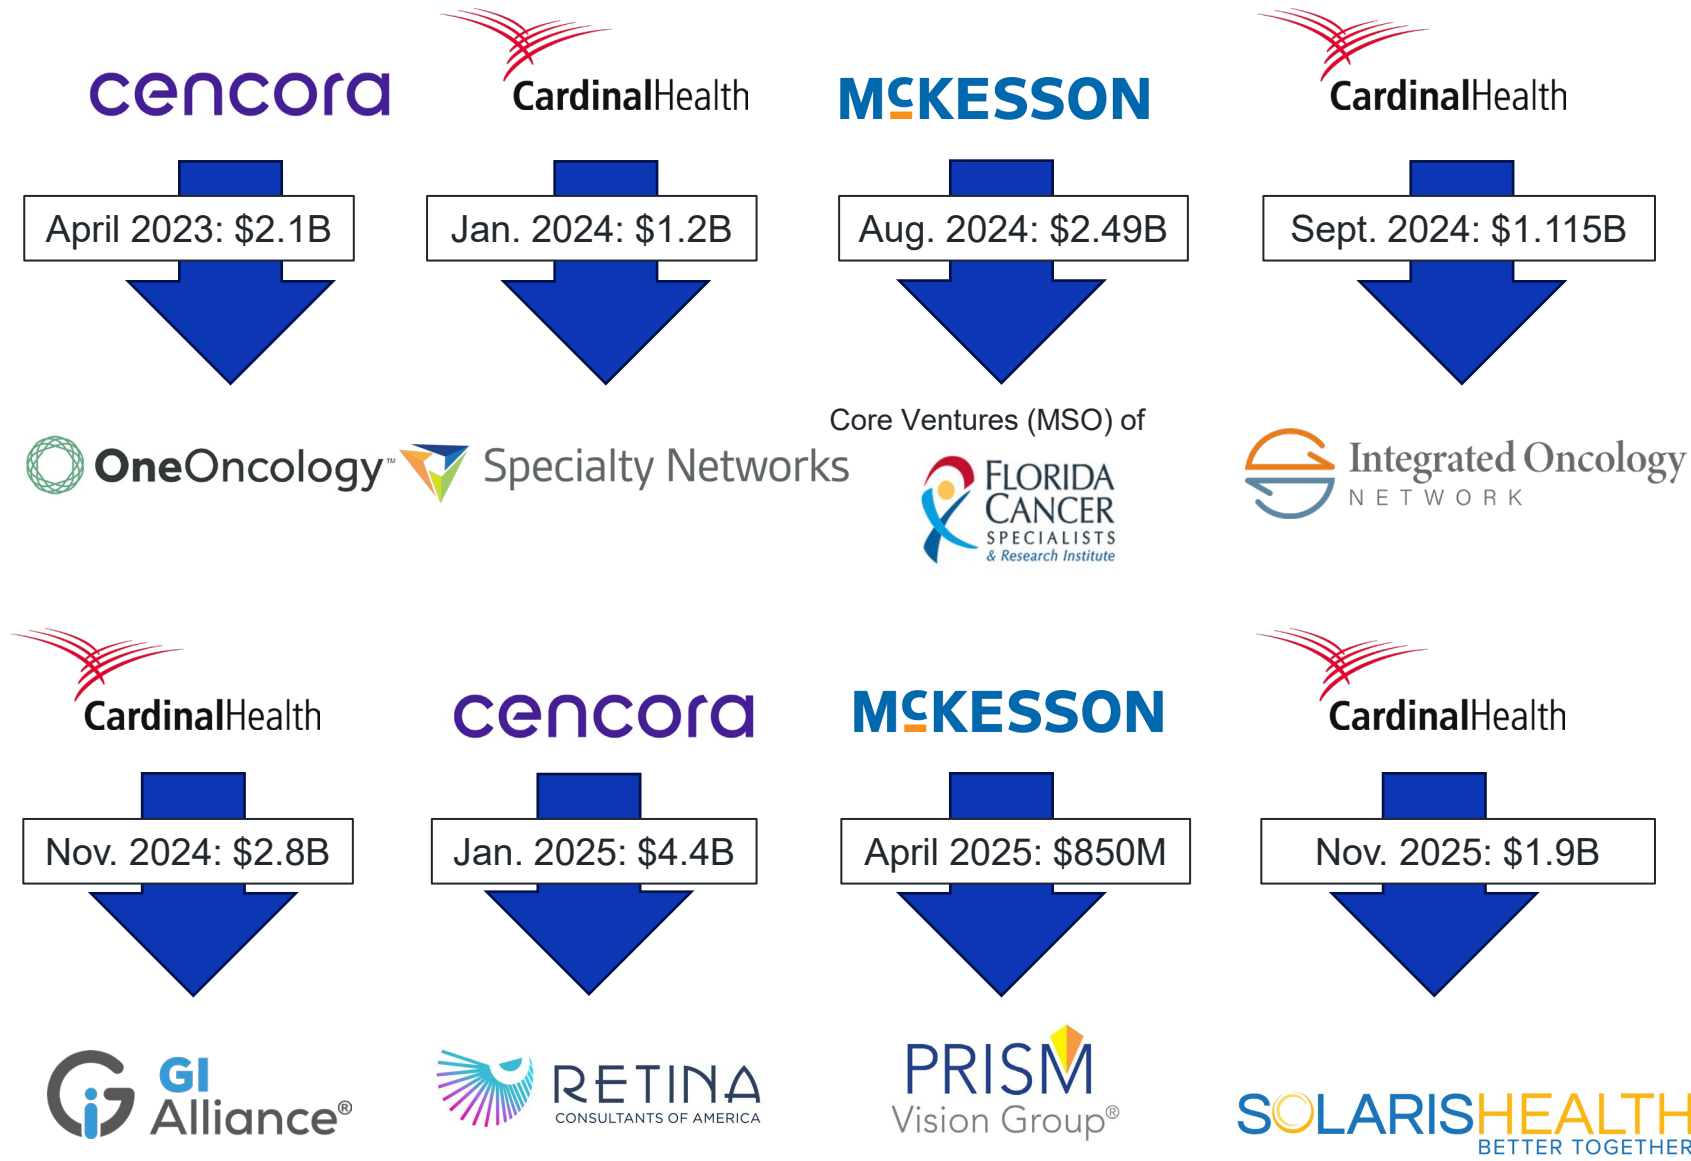 cencora
CardinalHealth
McKESSON
CardinalHealth
April 2023: $2.1B
Jan. 2024: $1.2B
Aug. 2024: $2.49B
Sept. 2024: $1.115B
OneOncology™
Specialty Networks
Core Ventures (MSO) of
FLORIDA
CANCER
SPECIALISTS
& Research Institute
Integrated Oncology
NETWORK
CardinalHealth
cencora
McKESSON
CardinalHealth
Nov. 2024: $2.8B
Jan. 2025: $4.4B
April 2025: $850M
Nov. 2025: $1.9B
GI
Alliance®
RETINA
CONSULTANTS OF AMERICA
PRISM
Vision Group®
SOLARISHEALTH
BETTER TOGETHER